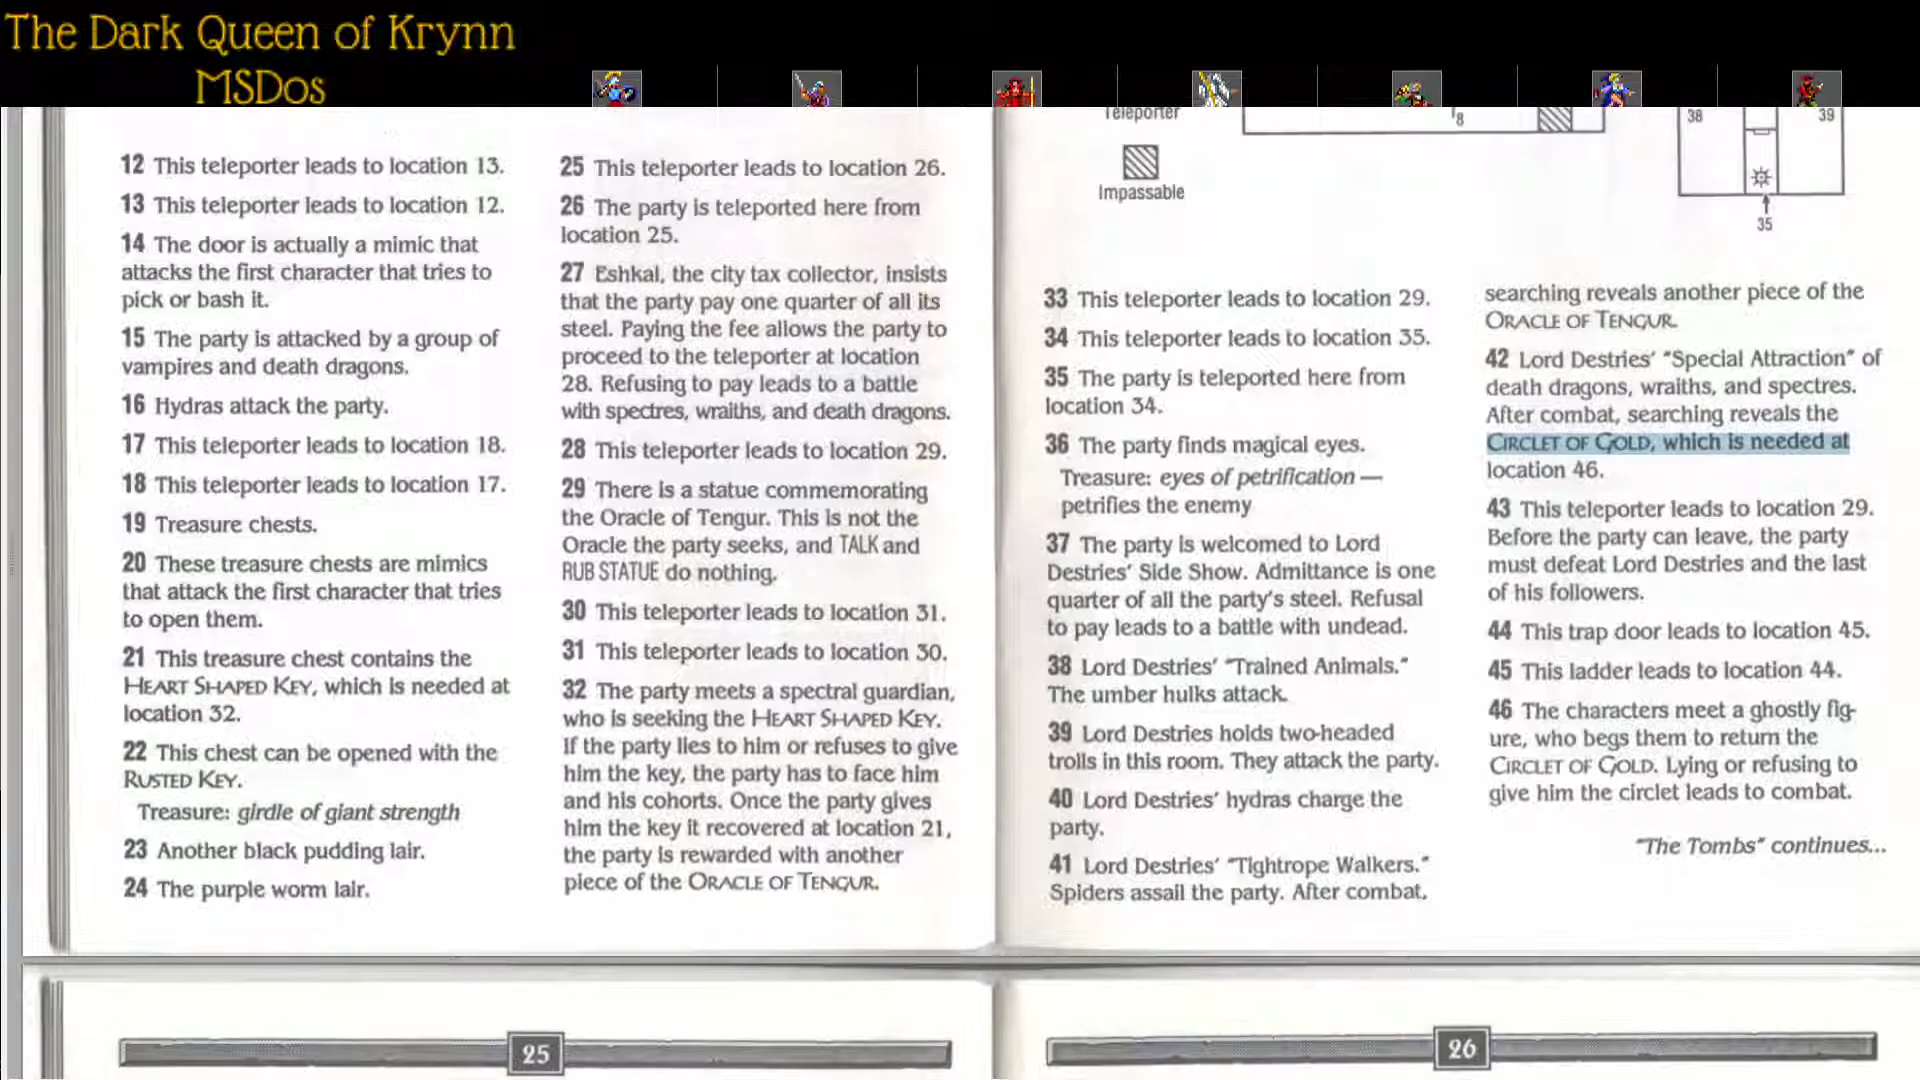 The Dark Queen of Krynn
MSDos
12 This teleporter leads to location 13.
13 This teleporter leads to location 12.
14 The door is actually a mimic that
attacks the first character that tries to
pick or bash it.
15 The party is attacked by a group of
vampires and death dragons.
16 Hydras attack the party.
17 This teleporter leads to location 18.
18 This teleporter leads to location 17.
19 Treasure chests.
20 These treasure chests are mimics
that attack the first character that tries
to open them.
21 This treasure chest contains the
HEART SHAPED KEY, which is needed at
location 32.
22 This chest can be opened with the
RUSTED KEY.
Treasure: girdle of giant strength
23 Another black pudding lair.
24 The purple worm lair.
25 This teleporter leads to location 26.
26 The party is teleported here from
location 25.
27 Eshkal, the city tax collector, insists
that the party pay one quarter of all its
steel. Paying the fee allows the party to
proceed to the teleporter at location
28. Refusing to pay leads to a battle
with spectres, wraiths, and death dragons.
28 This teleporter leads to location 29.
29 There is a statue commemorating
the Oracle of Tengur. This is not the
Oracle the party seeks, and TALK and
RUB STATUE do nothing.
30 This teleporter leads to location 31.
31 This teleporter leads to location 30.
32 The party meets a spectral guardian,
who is seeking the HEART SHAPED KEY.
If the party lies to him or refuses to give
him the key, the party has to face him
and his cohorts. Once the party gives
him the key it recovered at location 21,
the party is rewarded with another
piece of the ORACLE OF TENGUR.
25
Teleporter
Impassable
8
38
39
35
33 This teleporter leads to location 29.
34 This teleporter leads to location 35.
35 The party is teleported here from
location 34.
36 The party finds magical eyes.
Treasure: eyes of petrification —
petrifies the enemy
37 The party is welcomed to Lord
Destries' Side Show. Admittance is one
quarter of all the party's steel. Refusal
to pay leads to a battle with undead.
38 Lord Destries' "Trained Animals."
The umber hulks attack.
39 Lord Destries holds two-headed
trolls in this room. They attack the party.
40 Lord Destries' hydras charge the
party.
41 Lord Destries' "Tightrope Walkers."
Spiders assail the party. After combat,
searching reveals another piece of the
ORACLE OF TENGUR.
42 Lord Destries' "Special Attraction" of
death dragons, wraiths, and spectres.
After combat, searching reveals the
CIRCLET OF GOLD, which is needed at
location 46.
43 This teleporter leads to location 29.
Before the party can leave, the party
must defeat Lord Destries and the last
of his followers.
44 This trap door leads to location 45.
45 This ladder leads to location 44.
46 The characters meet a ghostly fig-
ure, who begs them to return the
CIRCLET OF GOLD. Lying or refusing to
give him the circlet leads to combat.
"The Tombs" continues...
26